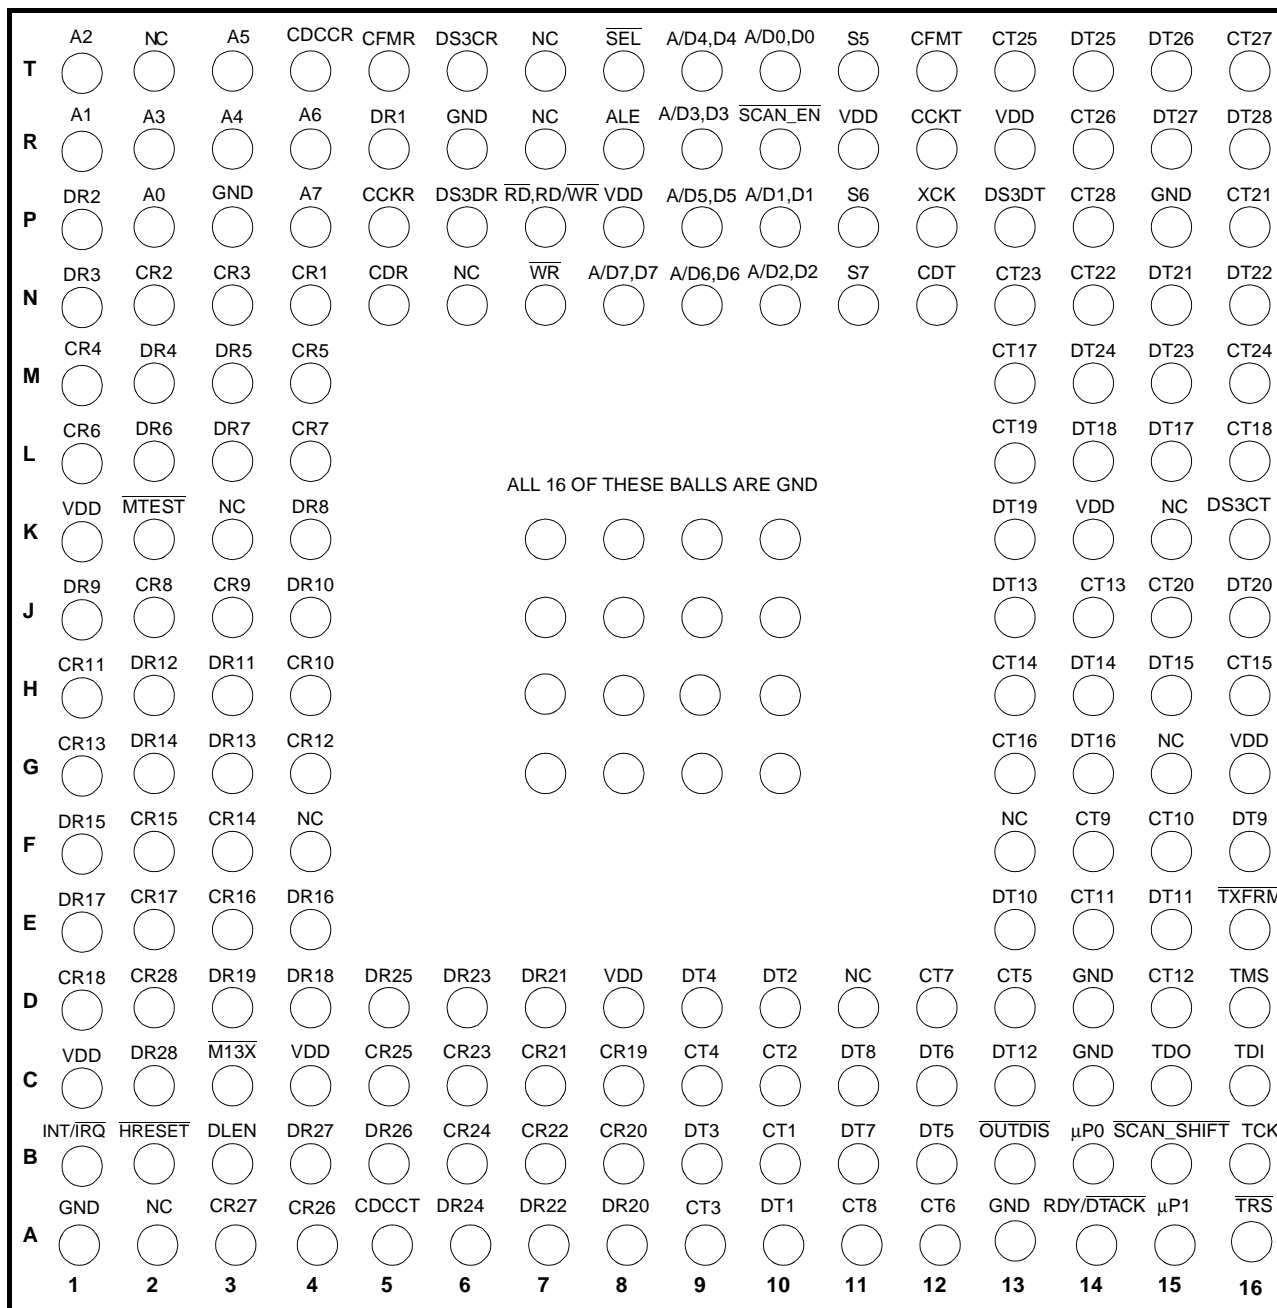 A2 NC A5 CDCCR CFMR DS3CR NC SEL A/D4,D4 A/D0,D0 S5 CFMT CT25 DT25 DT26 CT27
T
A1 A3 A4 A6 DR1 GND NC ALE A/D3,D3 SCAN_EN VDD CCKT VDD CT26 DT27 DT28
R
DR2 A0 GND A7 CCKR DS3DR RD,RD/WR VDD A/D5,D5 A/D1,D1 S6 XCK DS3DT CT28 GND CT21
P
DR3 CR2 CR3 CR1 CDR NC WR A/D7,D7 A/D6,D6 A/D2,D2 S7 CDT CT23 CT22 DT21 DT22
N
CR4 DR4 DR5 CR5 CT17 DT24 DT23 CT24
M
CR6 DR6 DR7 CR7 CT19 DT18 DT17 CT18
L
ALL 16 OF THESE BALLS ARE GND
VDD MTEST NC DR8 DT19 VDD NC DS3CT
K
DR9 CR8 CR9 DR10 DT13 CT13 CT20 DT20
J
CR11 DR12 DR11 CR10 CT14 DT14 DT15 CT15
H
CR13 DR14 DR13 CR12 CT16 DT16 NC VDD
G
DR15 CR15 CR14 NC NC CT9 CT10 DT9
F
DR17 CR17 CR16 DR16 DT10 CT11 DT11 TXFRM
E
CR18 CR28 DR19 DR18 DR25 DR23 DR21 VDD DT4 DT2 NC CT7 CT5 GND CT12 TMS
D
VDD DR28 M13X VDD CR25 CR23 CR21 CR19 CT4 CT2 DT8 DT6 DT12 GND TDO TDI
C
INT/IRQ HRESET DLEN DR27 DR26 CR24 CR22 CR20 DT3 CT1 DT7 DT5 OUTDIS µP0 SCAN_SHIFT TCK
B
GND NC CR27 CR26 CDCCT DR24 DR22 DR20 CT3 DT1 CT8 CT6 GND RDY/DTACK µP1 TRS
A
1 2 3 4 5 6 7 8 9 10 11 12 13 14 15 16